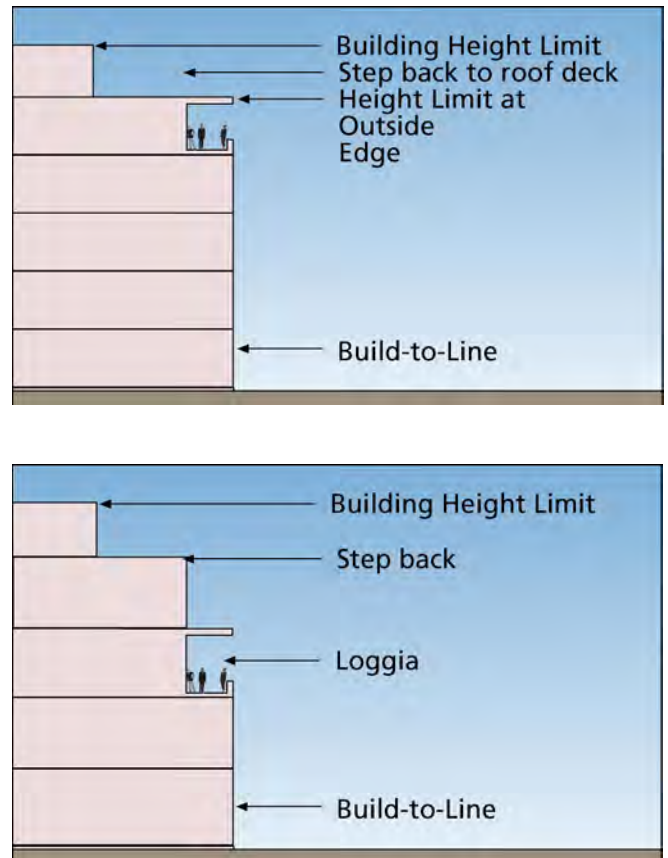 Building Height Limit
Step back to roof deck
Height Limit at
Outside
Edge
Build-to-Line
Building Height Limit
Step back
Loggia
Build-to-Line